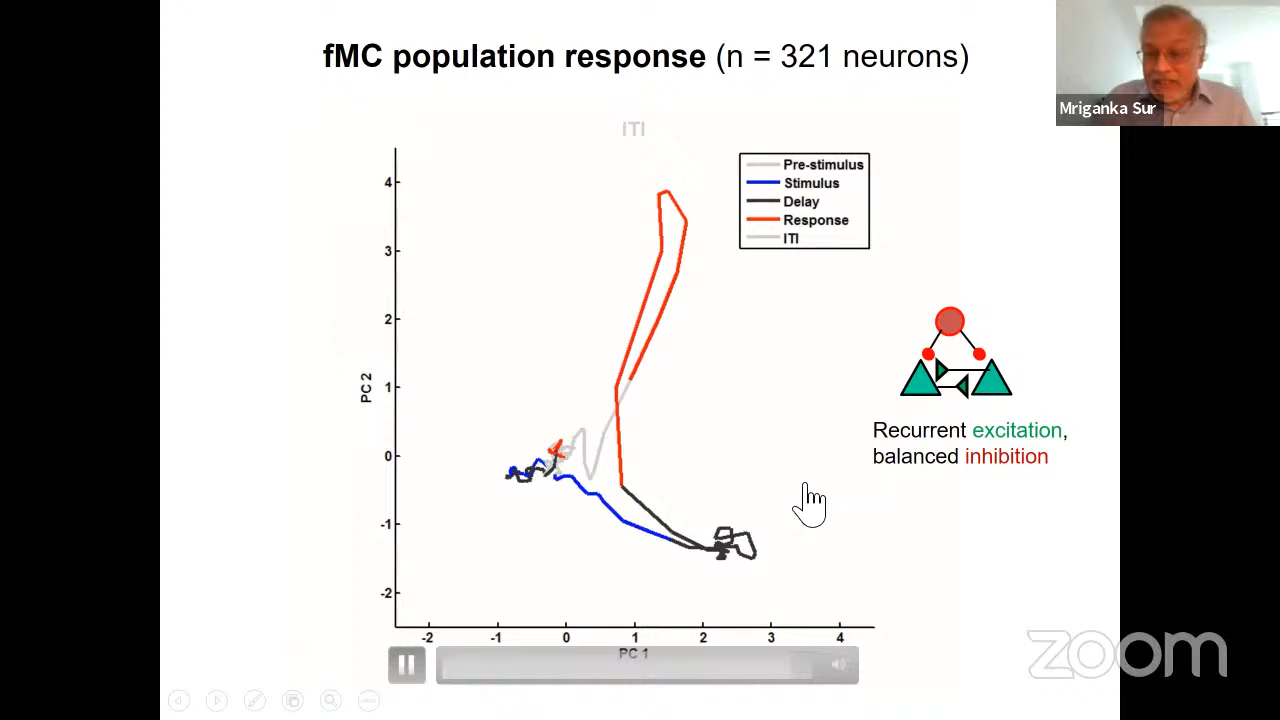 fMC population response (n = 321 neurons)
Mriganka Sur
ITI
Pre-stimulus
Stimulus
Delay
Response
ITI
4
3
2
1
0
-1
-2
PC 2
Recurrent excitation,
balanced inhibition
-2 -1 0 1 2 3 4
PC 1
zoom